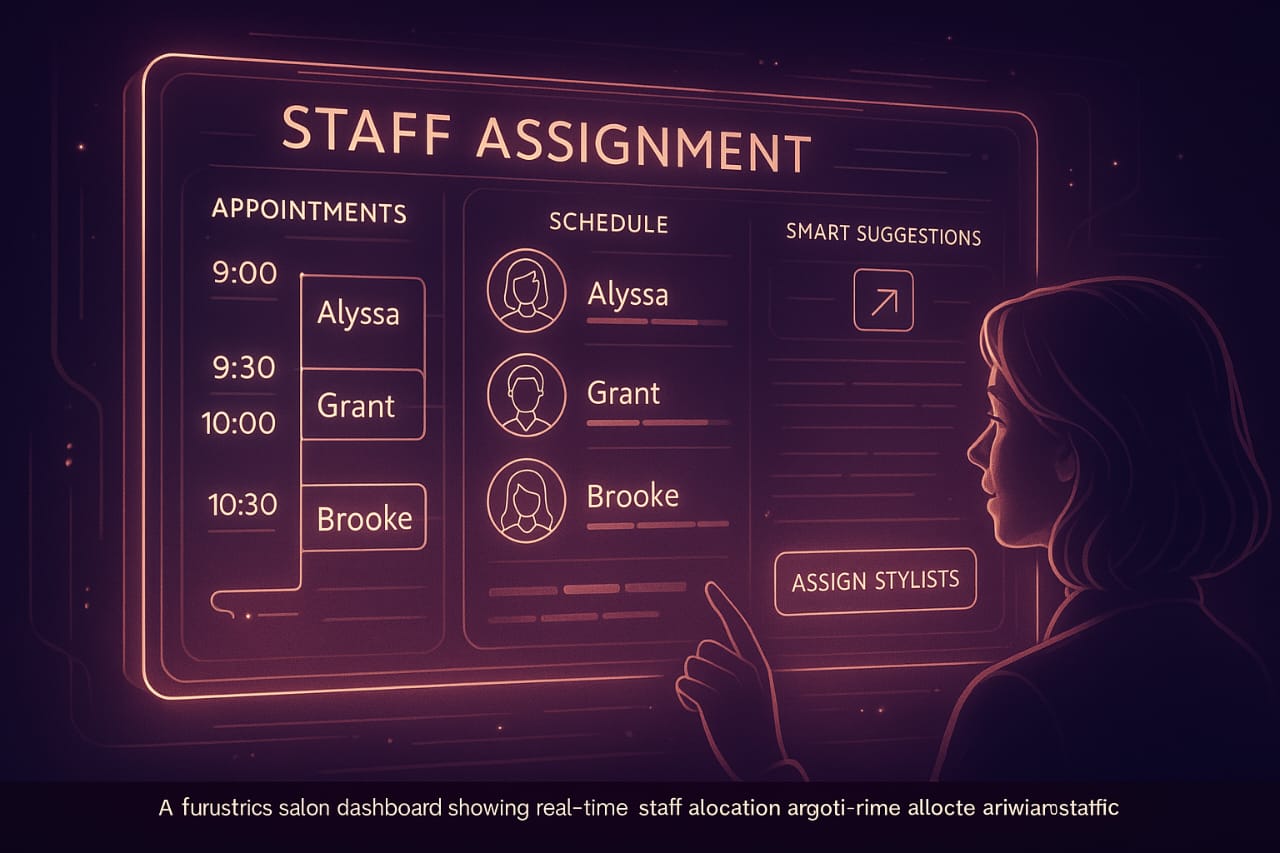 STAFF ASSIGNMENT
APPOINTMENTS
9:00
Alyssa
9:30
Grant
10:00
10:30
Brooke
SCHEDULE
Alyssa
Grant
Brooke
SMART SUGGESTIONS
ASSIGN STYLISTS
A furustrics salon dashboard showing real-time staff alocation argoti-rime allocte ariwianstaffic